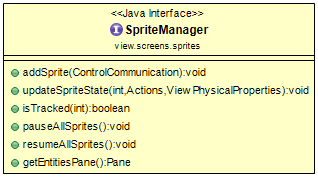 <<Java Interface>>
I SpriteManager
view.screens.sprites
addSprite(ControlCommunication):void
updateSpriteState(int,Actions,ViewPhysicalProperties):void
isTracked(int):boolean
pauseAllSprites():void
resumeAllSprites():void
getEntitiesPane():Pane